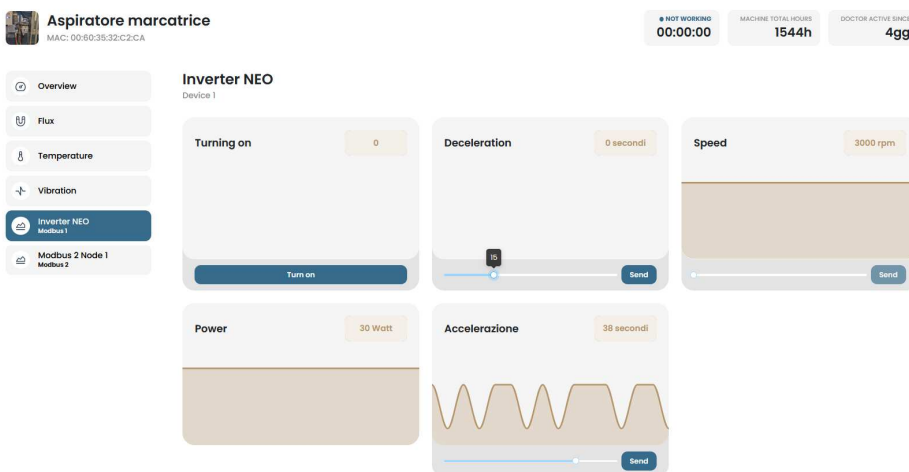 Aspiratore marcatrice
MAC: 00:60:35:32:C2:CA
NOT WORKING
00:00:00
MACHINE TOTAL HOURS
1544h
DOCTOR ACTIVE SINCE
4gg
Overview
Flux
Temperature
Vibration
Inverter NEO
Modbus 1
Modbus 2 Node 1
Modbus 2
Inverter NEO
Device 1
Turning on
0
Turn on
Deceleration
0 secondi
15
Send
Speed
3000 rpm
Send
Power
30 Watt
Accelerazione
38 secondi
Send